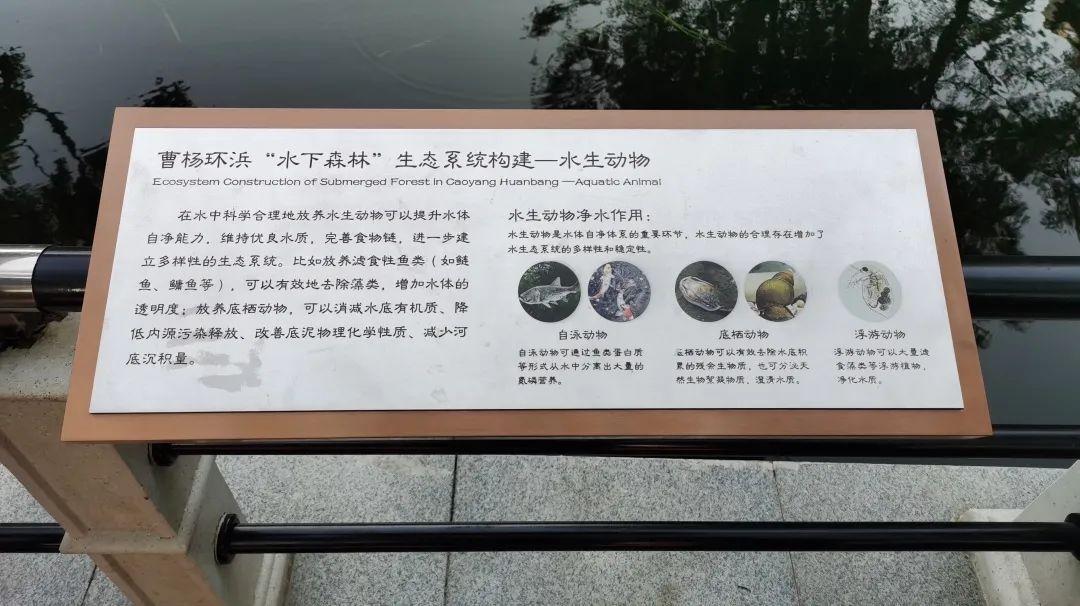 曹杨环浜“水下森林”生态系统构建—水生动物
Ecosystem Construction of Submerged Forest in Caoyang Huanbang —Aquatic Animal
在水中科学合理地放养水生动物可以提升水体
自净能力，维持优良水质，完善食物链，进一步建
立多样性的生态系统。比如放养滤食性鱼类（如鲢
鱼、鳙鱼等），可以有效地去除藻类，增加水体的
透明度；放养底栖动物，可以消减水底有机质、降
低内源污染释放、改善底泥物理化学性质、减少河
底沉积量。
水生动物净水作用：
水生动物是水体自净体系的重要环节，水生动物的合理存在增加了
水生态系统的多样性和稳定性。
自泳动物
自泳动物可通过鱼类蛋白质
等形式从水中分离出大量的
氮磷营养。
底栖动物
底栖动物可以有效去除水底积
累的残余生物质，也可分泌天
然生物絮凝物质，澄清水质。
浮游动物
浮游动物可以大量滤
食藻类等浮游植物，
净化水质。